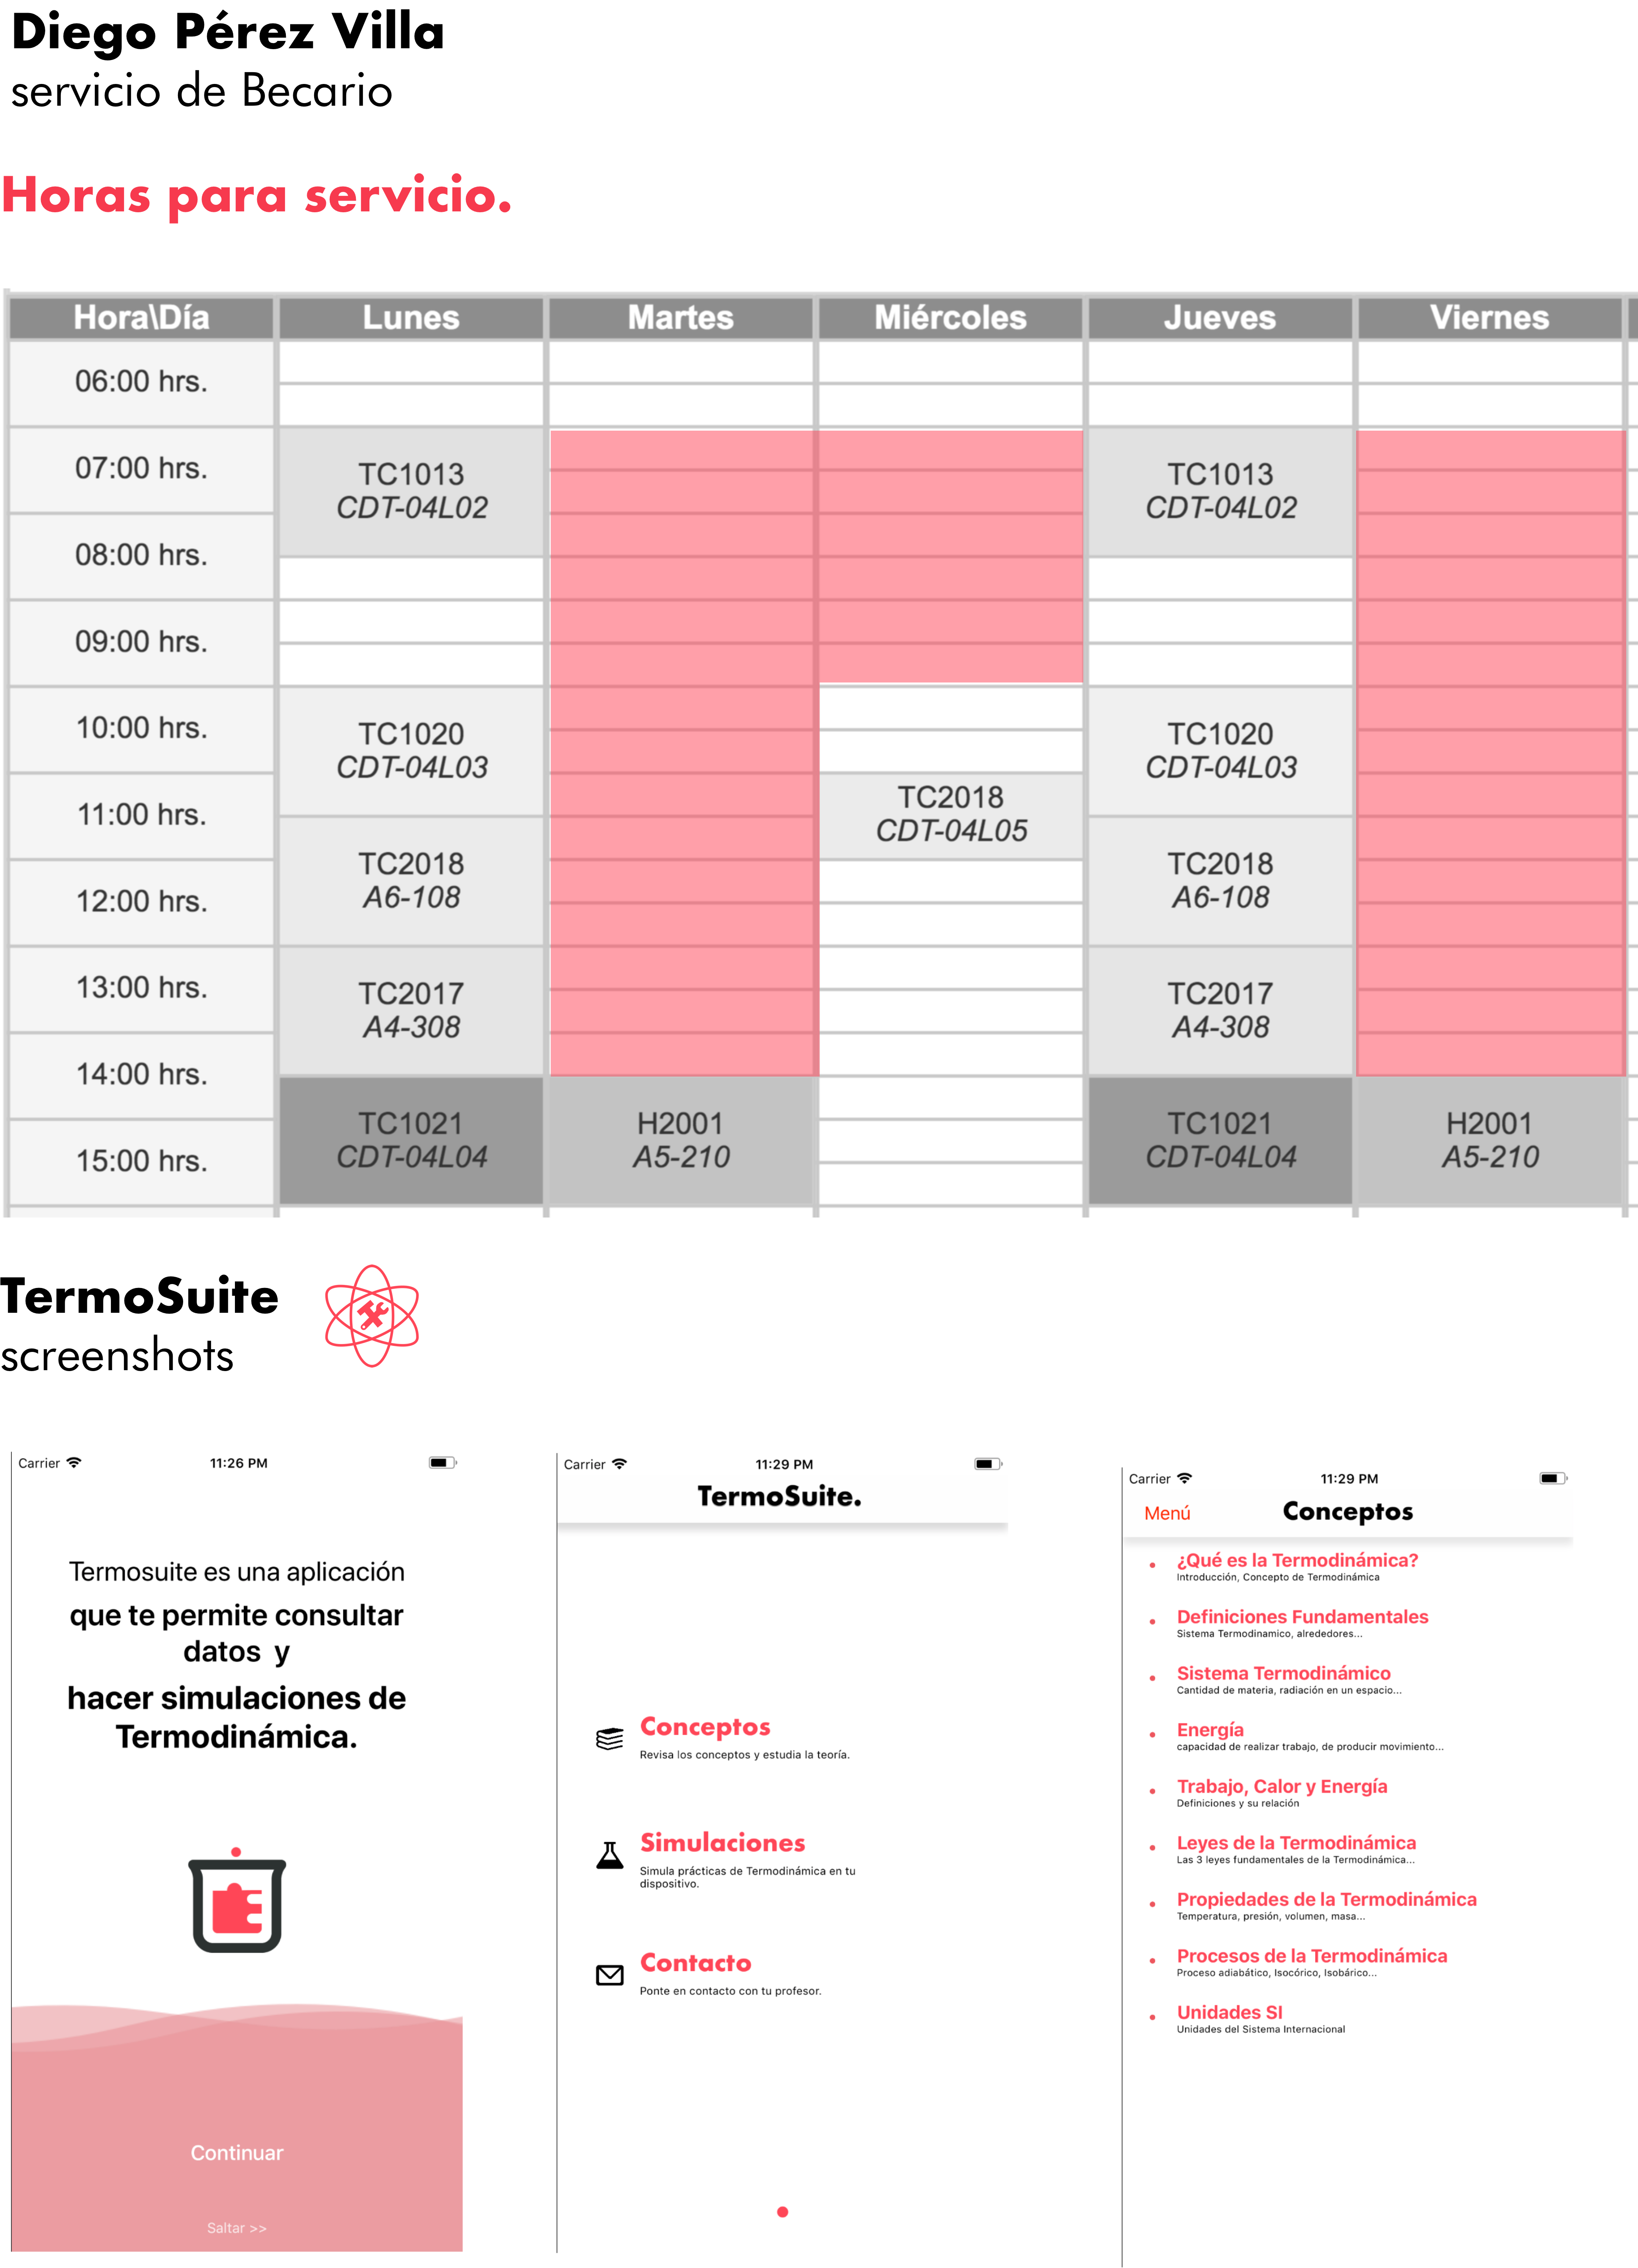 Diego Pérez Villa
servicio de Becario
Horas para servicio.
Hora\Día Lunes Martes Miércoles Jueves Viernes
06:00 hrs.
07:00 hrs.
TC1013
CDT-04L02
TC1013
CDT-04L02
08:00 hrs.
09:00 hrs.
10:00 hrs.
TC1020
CDT-04L03
TC1020
CDT-04L03
11:00 hrs.
TC2018
CDT-04L05
TC2018
A6-108
TC2018
A6-108
12:00 hrs.
13:00 hrs.
TC2017
A4-308
TC2017
A4-308
14:00 hrs.
TC1021
CDT-04L04
H2001
A5-210
TC1021
CDT-04L04
H2001
A5-210
15:00 hrs.
TermoSuite
screenshots
Carrier 11:26 PM
Termosuite es una aplicación
que te permite consultar
datos y
hacer simulaciones de
Termodinámica.
Continuar
Saltar >>
Carrier 11:29 PM
TermoSuite.
Conceptos
Revisa los conceptos y estudia la teoría.
Simulaciones
Simula prácticas de Termodinámica en tu
dispositivo.
Contacto
Ponte en contacto con tu profesor.
Carrier 11:29 PM
Menú Conceptos
¿Qué es la Termodinámica?
Introducción, Concepto de Termodinámica
Definiciones Fundamentales
Sistema Termodinamico, alrededores...
Sistema Termodinámico
Cantidad de materia, radiación en un espacio...
Energía
capacidad de realizar trabajo, de producir movimiento...
Trabajo, Calor y Energía
Definiciones y su relación
Leyes de la Termodinámica
Las 3 leyes fundamentales de la Termodinámica...
Propiedades de la Termodinámica
Temperatura, presión, volumen, masa...
Procesos de la Termodinámica
Proceso adiabático, Isocórico, Isobárico...
Unidades SI
Unidades del Sistema Internacional